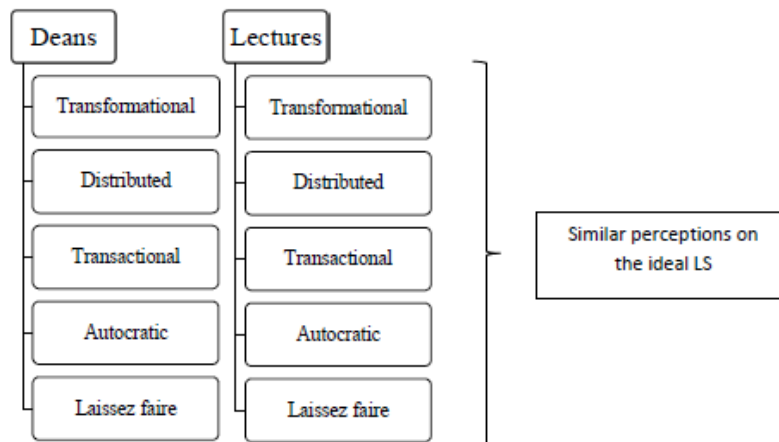 Deans
Transformational
Distributed
Transactional
Autocratic
Laissez faire
Lectures
Transformational
Distributed
Transactional
Autocratic
Laissez faire
Similar perceptions on
the ideal LS